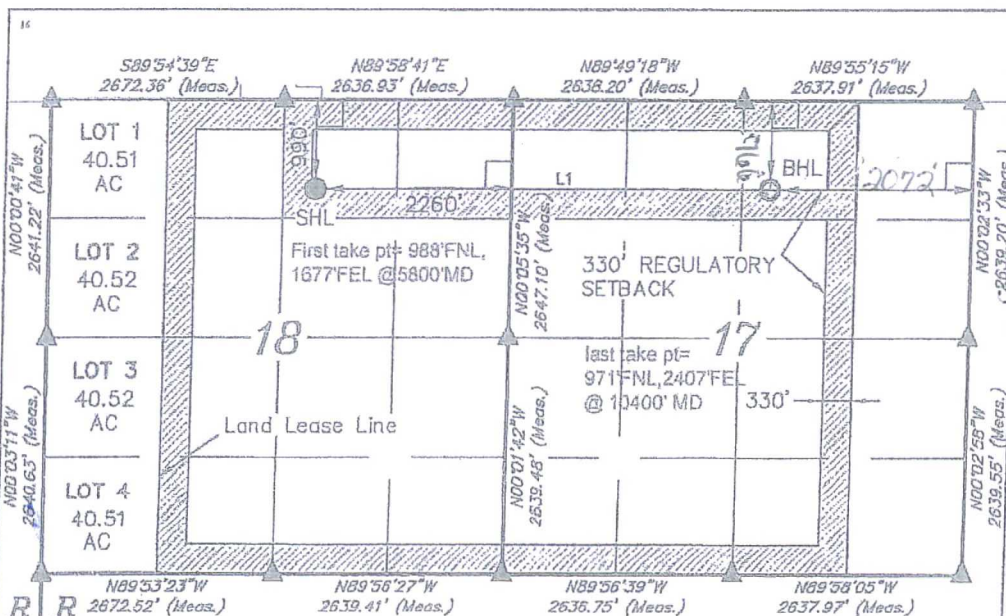 16
S89°54'39"E
2672.36' (Meas.)
N89°58'41"E
2636.93' (Meas.)
N89°49'18"W
2638.20' (Meas.)
N89°55'15"W
2637.91' (Meas.)
LOT 1
40.51
AC
N00°00'41"W
2641.22' (Meas.)
990'
SHL
2260'
L1
BHL
2072'
N00°02'33"W
2639.20' (Meas.)
First take pt= 988'FNL,
1677'FEL @5800'MD
N00°05'35"W
2647.10' (Meas.)
330' REGULATORY
SETBACK
LOT 2
40.52
AC
18
17
last take pt=
971'FNL,2407'FEL
@ 10400' MD
330'
LOT 3
40.52
AC
Land Lease Line
N00°03'11"W
2640.63' (Meas.)
N00°01'42"W
2639.48' (Meas.)
N00°02'58"W
2639.55' (Meas.)
LOT 4
40.51
AC
R R
N89°53'23"W
2672.52' (Meas.)
N89°56'27"W
2639.41' (Meas.)
N89°56'39"W
2636.75' (Meas.)
N89°58'05"W
2637.97' (Meas.)